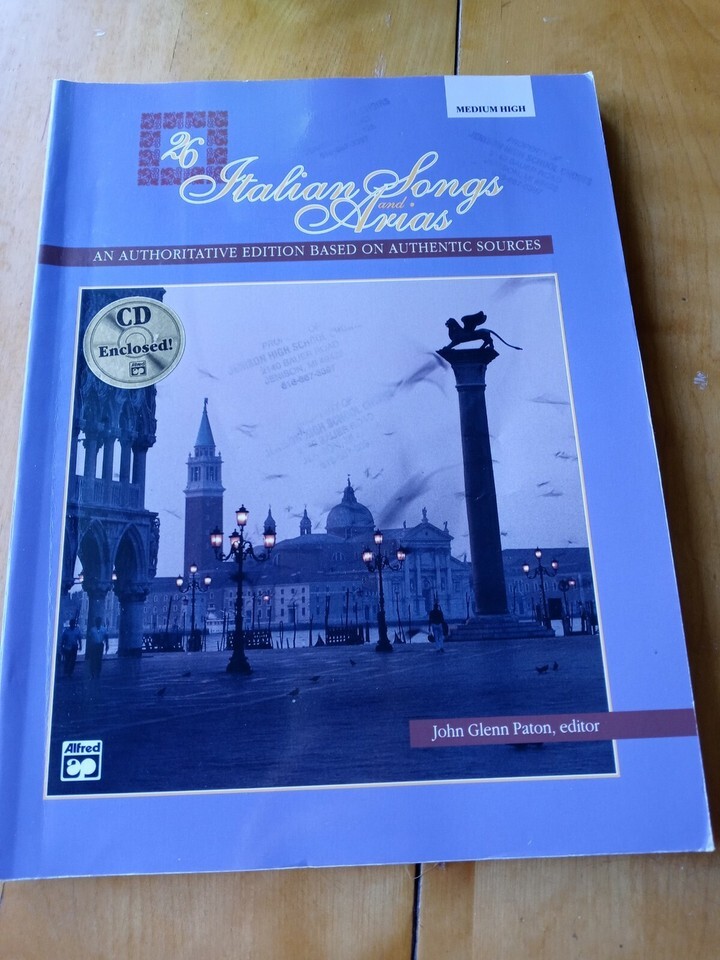 MEDIUM HIGH
26
Italian Songs
and
Arias
AN AUTHORITATIVE EDITION BASED ON AUTHENTIC SOURCES
CD
Enclosed!
John Glenn Paton, editor
Alfred